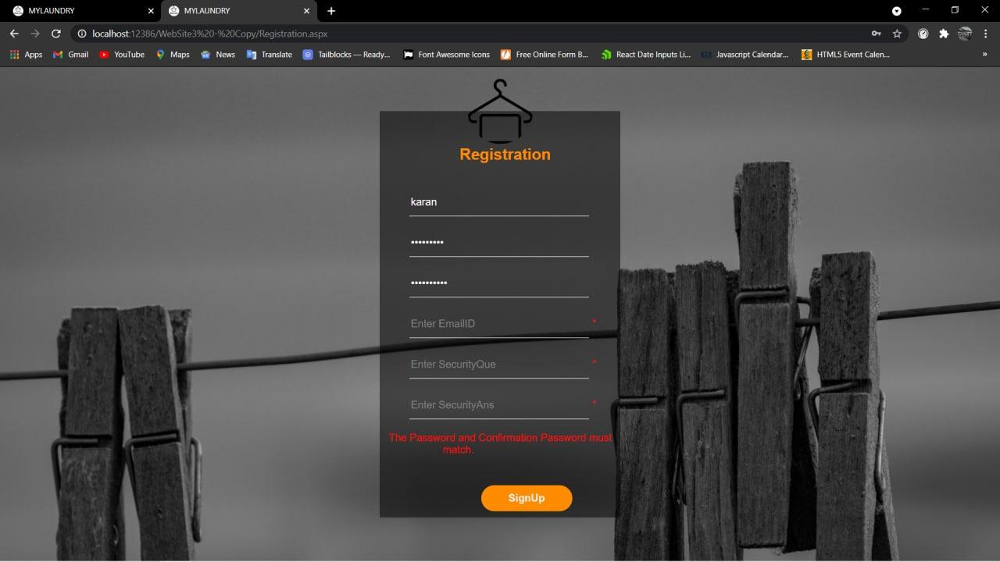 MYLAUNDRY
MYLAUNDRY
localhost:12386/WebSite3%20-%20Copy/Registration.aspx
Apps
Gmail
YouTube
Maps
News
Translate
Tailblocks — Ready...
Font Awesome Icons
Free Online Form B...
React Date Inputs Li...
Javascript Calendar...
HTML5 Event Calen...
»
Registration
karan
•••••••••
••••••••••
Enter EmailID *
Enter SecurityQue *
Enter SecurityAns *
The Password and Confirmation Password must
match.
SignUp